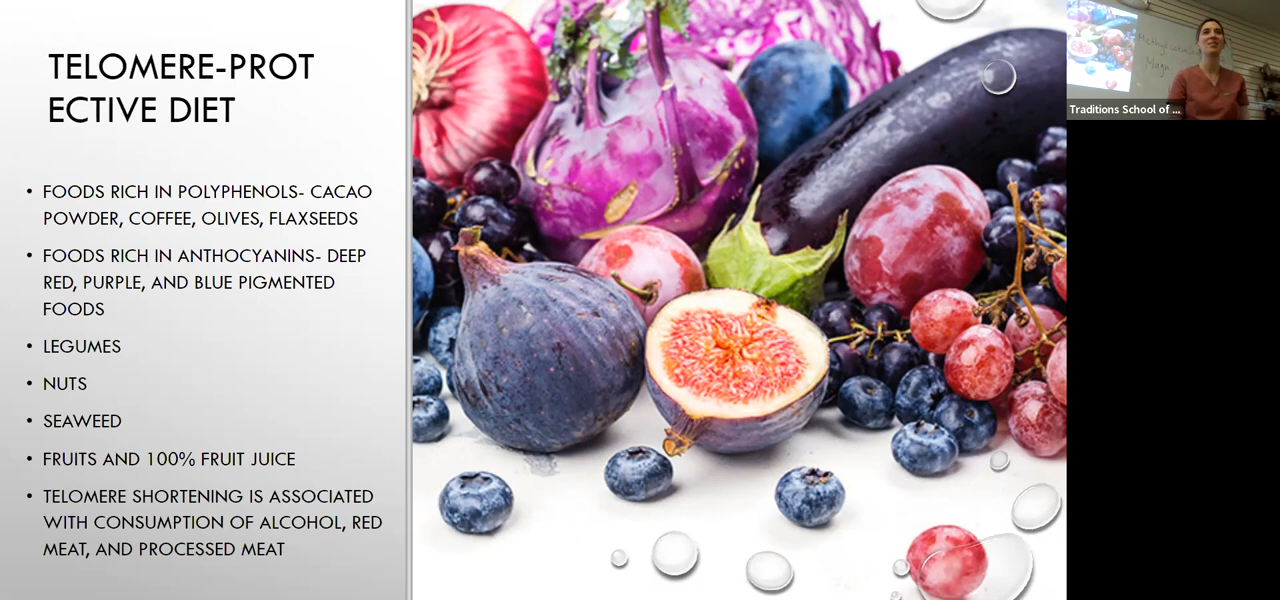 TELOMERE-PROT
ECTIVE DIET
• FOODS RICH IN POLYPHENOLS- CACAO
POWDER, COFFEE, OLIVES, FLAXSEEDS
• FOODS RICH IN ANTHOCYANINS- DEEP
RED, PURPLE, AND BLUE PIGMENTED
FOODS
• LEGUMES
• NUTS
• SEAWEED
• FRUITS AND 100% FRUIT JUICE
• TELOMERE SHORTENING IS ASSOCIATED
WITH CONSUMPTION OF ALCOHOL, RED
MEAT, AND PROCESSED MEAT
Traditions School of ...